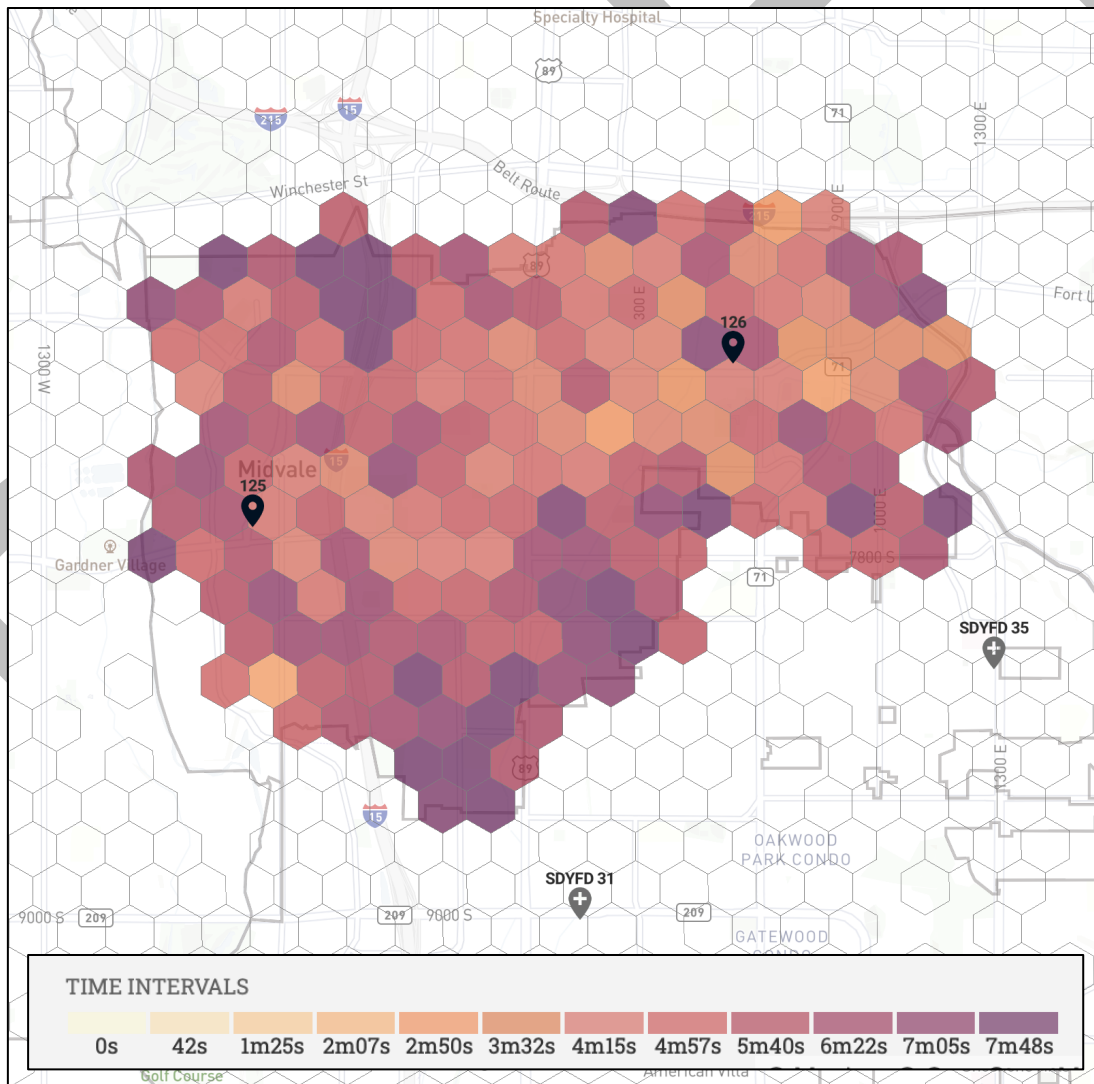 Specialty Hospital
89
15
215
71
1300 E
Belt Route
Winchester St
215
900 E
89
Fort U
300 E
126
1300 W
71
15
Midvale
125
1000 E
Gardner Village
7800 S
71
SDYFD 35
89
1300 E
15
OAKWOOD
PARK CONDO
SDYFD 31
9000 S
209
209
9000 S
209
GATEWOOD
TIME INTERVALS
0s 42s 1m25s 2m07s 2m50s 3m32s 4m15s 4m57s 5m40s 6m22s 7m05s 7m48s
Golf Course
American Villa